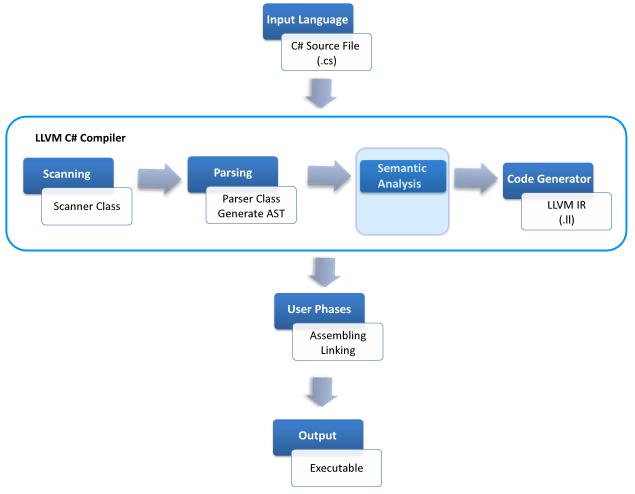 Input Language
C# Source File
(.cs)
LLVM C# Compiler
Scanning
Scanner Class
Parsing
Parser Class
Generate AST
Semantic
Analysis
Code Generator
LLVM IR
(.ll)
User Phases
Assembling
Linking
Output
Executable